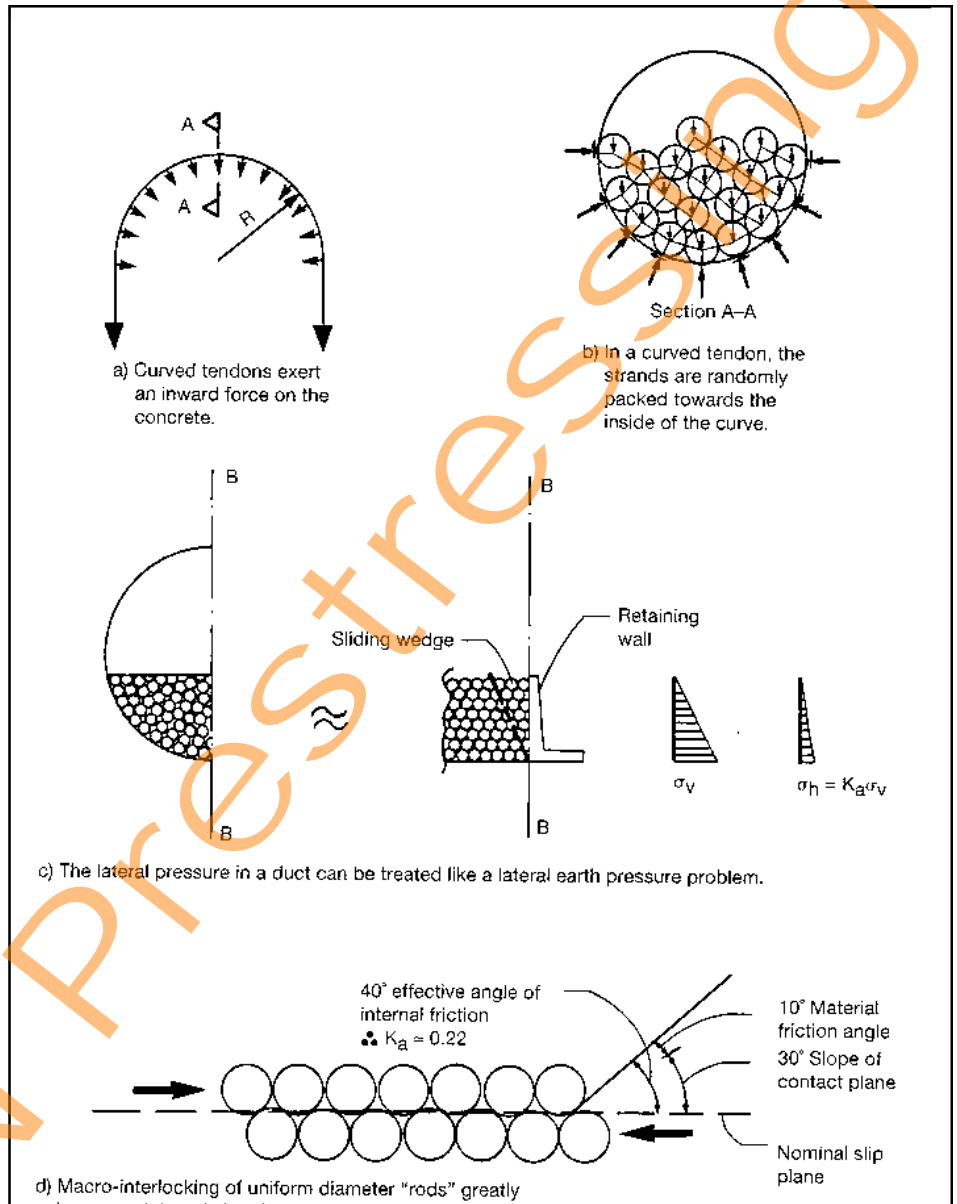 A
A
R
a) Curved tendons exert
an inward force on the
concrete.
Section A–A
b) In a curved tendon, the
strands are randomly
packed towards the
inside of the curve.
B
B
Sliding wedge
Retaining
wall
≈
σv
σh = Kaσv
B
B
c) The lateral pressure in a duct can be treated like a lateral earth pressure problem.
40° effective angle of
internal friction
∴ Ka = 0.22
10° Material
friction angle
30° Slope of
contact plane
Nominal slip
plane
d) Macro-interlocking of uniform diameter "rods" greatly
Prestressing